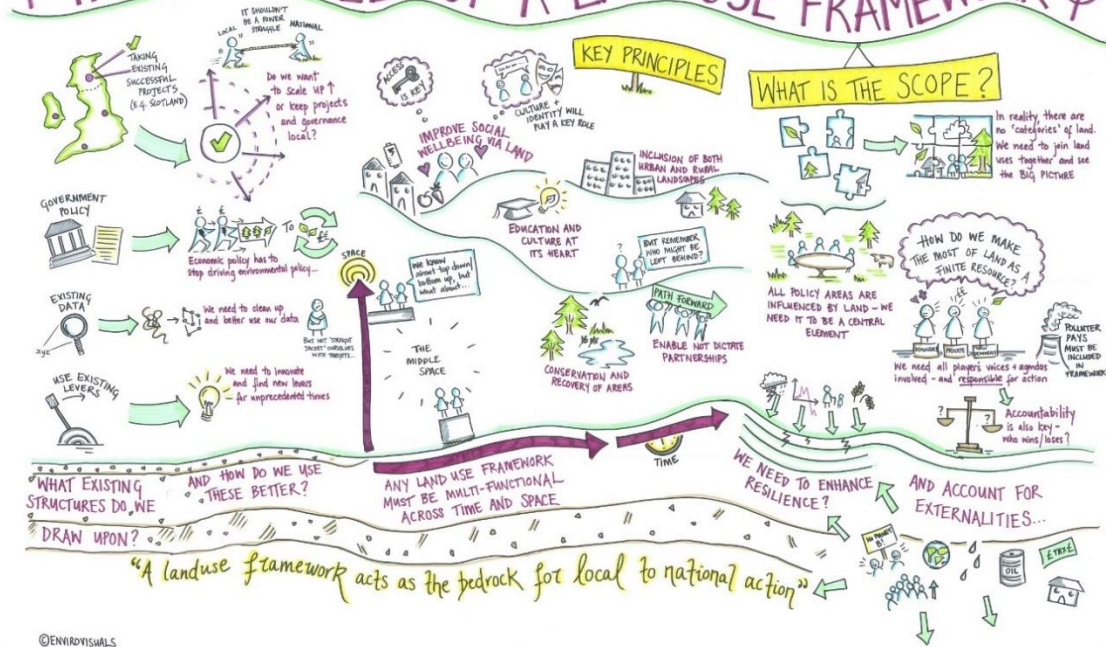 A LAND USE FRAMEWORK
TAKING
EXISTING
SUCCESSFUL
PROJECTS
(E.G. SCOTLAND)
IT SHOULDN'T
BE A POWER
STRUGGLE
LOCAL
NATIONAL
Do we want
to scale UP↑
or keep projects
and governance
local?
GOVERNMENT
POLICY
££
TO
££
Economic policy has to
stop driving environmental policy...
EXISTING
DATA
xyz
We need to clean up
and better use our data
BUT NOT 'STRAIGHT
JACKET' OURSELVES
WITH TARGETS...
USE EXISTING
LEVERS
We need to innovate
and find new levers
for unprecedented times
ACCESS
IS KEY
CULTURE +
IDENTITY WILL
PLAY A KEY ROLE
KEY PRINCIPLES
IMPROVE SOCIAL
WELLBEING VIA LAND
INCLUSION OF BOTH
URBAN AND RURAL
LANDSCAPES
EDUCATION AND
CULTURE AT
ITS HEART
SPACE
We know
about top down,
bottom up, but
what about...
THE
MIDDLE
SPACE
?
BUT REMEMBER
WHO MIGHT BE
LEFT BEHIND?
PATH FORWARD
ENABLE NOT DICTATE
PARTNERSHIPS
CONSERVATION AND
RECOVERY OF AREAS
TIME
WHAT IS THE SCOPE?
In reality, there are
no 'categories' of land.
We need to join land
uses together and see
the BIG PICTURE
ALL POLICY AREAS ARE
INFLUENCED BY LAND - WE
NEED IT TO BE A CENTRAL
ELEMENT
HOW DO WE MAKE
THE MOST OF LAND AS
A FINITE RESOURCE?
PRIVATE
We need all player's voices + agendas
involved - and responsible for action
POLLUTER
PAYS
MUST BE
INCLUDED
IN
FRAMEWORK
? ?
Accountability
is also key -
who wins/loses?
WHAT EXISTING
STRUCTURES DO WE
DRAW UPON?
AND HOW DO WE USE
THESE BETTER?
ANY LAND USE FRAMEWORK
MUST BE MULTI-FUNCTIONAL
ACROSS TIME AND SPACE
WE NEED TO ENHANCE
RESILIENCE?
AND ACCOUNT FOR
EXTERNALITIES...
NO PLANET
B!
OIL
£TAX£
"A landuse framework acts as the bedrock for local to national action"
©ENVIROVISUALS